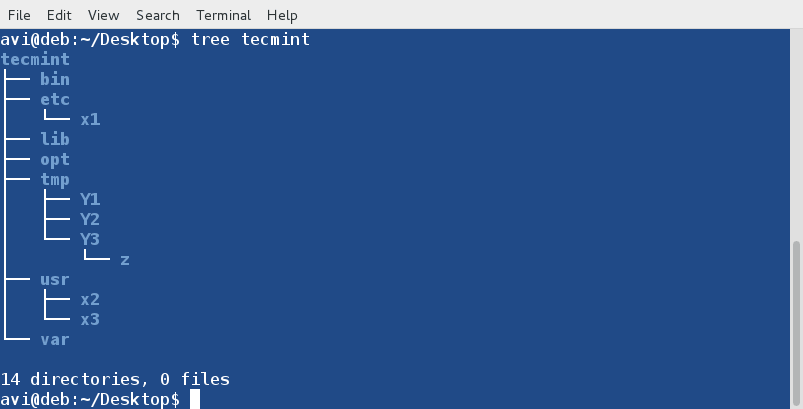 File Edit View Search Terminal Help
avi@deb:~/Desktop$ tree tecmint
tecmint
├── bin
├── etc
│   └── x1
├── lib
├── opt
├── tmp
│   ├── Y1
│   ├── Y2
│   └── Y3
│       └── z
├── usr
│   ├── x2
│   └── x3
└── var

14 directories, 0 files
avi@deb:~/Desktop$